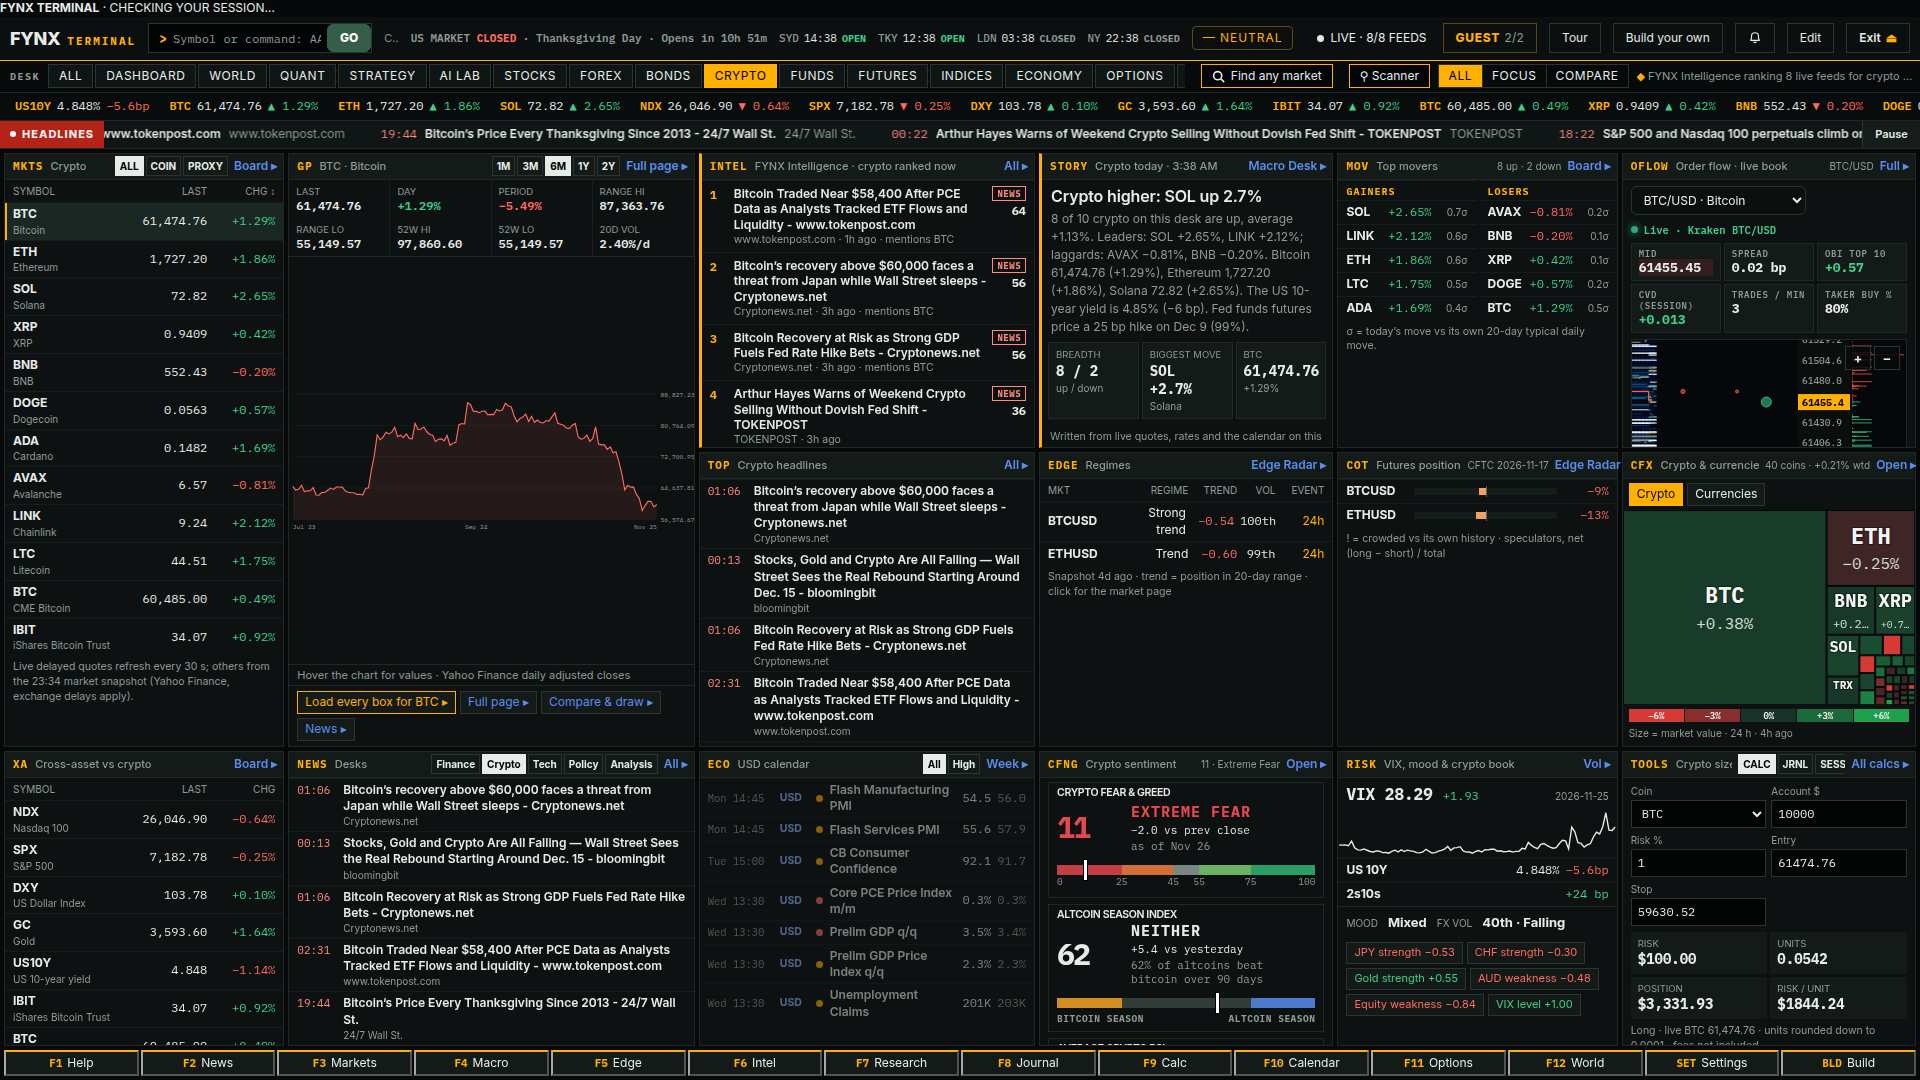 FYNX TERMINAL · CHECKING YOUR SESSION...
FYNX TERMINAL
> Symbol or command: AA GO
C.. US MARKET CLOSED · Thanksgiving Day · Opens in 10h 51m SYD 14:38 OPEN TKY 12:38 OPEN LDN 03:38 CLOSED NY 22:38 CLOSED
— NEUTRAL
LIVE · 8/8 FEEDS
GUEST 2/2 Tour Build your own Edit Exit
DESK ALL DASHBOARD WORLD QUANT STRATEGY AI LAB STOCKS FOREX BONDS CRYPTO FUNDS FUTURES INDICES ECONOMY OPTIONS
Find any market Scanner ALL FOCUS COMPARE ◆ FYNX Intelligence ranking 8 live feeds for crypto ...
US10Y 4.848% −5.6bp BTC 61,474.76 ▲ 1.29% ETH 1,727.20 ▲ 1.86% SOL 72.82 ▲ 2.65% NDX 26,046.90 ▼ 0.64% SPX 7,182.78 ▼ 0.25% DXY 103.78 ▲ 0.10% GC 3,593.60 ▲ 1.64% IBIT 34.07 ▲ 0.92% BTC 60,485.00 ▲ 0.49% XRP 0.9409 ▲ 0.42% BNB 552.43 ▼ 0.20% DOGE
HEADLINES www.tokenpost.com www.tokenpost.com 19:44 Bitcoin's Price Every Thanksgiving Since 2013 - 24/7 Wall St. 24/7 Wall St. 00:22 Arthur Hayes Warns of Weekend Crypto Selling Without Dovish Fed Shift - TOKENPOST TOKENPOST 18:22 S&P 500 and Nasdaq 100 perpetuals climb on Pause
MKTS Crypto ALL COIN PROXY Board ▸
SYMBOL LAST CHG ↕
BTC 61,474.76 +1.29%
Bitcoin
ETH 1,727.20 +1.86%
Ethereum
SOL 72.82 +2.65%
Solana
XRP 0.9409 +0.42%
XRP
BNB 552.43 −0.20%
BNB
DOGE 0.0563 +0.57%
Dogecoin
ADA 0.1482 +1.69%
Cardano
AVAX 6.57 −0.81%
Avalanche
LINK 9.24 +2.12%
Chainlink
LTC 44.51 +1.75%
Litecoin
BTC 60,485.00 +0.49%
CME Bitcoin
IBIT 34.07 +0.92%
iShares Bitcoin Trust
Live delayed quotes refresh every 30 s; others from
the 23:34 market snapshot (Yahoo Finance,
exchange delays apply).
GP BTC · Bitcoin 1M 3M 6M 1Y 2Y Full page ▸
LAST DAY PERIOD RANGE HI
61,474.76 +1.29% −5.49% 87,363.76
RANGE LO 52W HI 52W LO 20D VOL
55,149.57 97,860.60 55,149.57 2.40%/d
Jul 23 Sep 24 Nov 25
Hover the chart for values · Yahoo Finance daily adjusted closes
Load every box for BTC ▸ Full page ▸ Compare & draw ▸
News ▸
INTEL FYNX Intelligence · crypto ranked now All ▸
1 Bitcoin Traded Near $58,400 After PCE
Data as Analysts Tracked ETF Flows and
Liquidity - www.tokenpost.com
www.tokenpost.com · 1h ago · mentions BTC
NEWS 64
2 Bitcoin's recovery above $60,000 faces a
threat from Japan while Wall Street sleeps -
Cryptonews.net
Cryptonews.net · 3h ago · mentions BTC
NEWS 56
3 Bitcoin Recovery at Risk as Strong GDP
Fuels Fed Rate Hike Bets - Cryptonews.net
Cryptonews.net · 3h ago · mentions BTC
NEWS 56
4 Arthur Hayes Warns of Weekend Crypto
Selling Without Dovish Fed Shift -
TOKENPOST
TOKENPOST · 3h ago
NEWS 36
STORY Crypto today · 3:38 AM Macro Desk ▸
Crypto higher: SOL up 2.7%
8 of 10 crypto on this desk are up, average
+1.13%. Leaders: SOL +2.65%, LINK +2.12%;
laggards: AVAX −0.81%, BNB −0.20%. Bitcoin
61,474.76 (+1.29%), Ethereum 1,727.20
(+1.86%), Solana 72.82 (+2.65%). The US 10-
year yield is 4.85% (−6 bp). Fed funds futures
price a 25 bp hike on Dec 9 (99%).
BREADTH BIGGEST MOVE BTC
8 / 2 SOL 61,474.76
up / down +2.7% +1.29%
Solana
Written from live quotes, rates and the calendar on this
MOV Top movers 8 up · 2 down Board ▸
GAINERS LOSERS
SOL +2.65% 0.7σ AVAX −0.81% 0.2σ
LINK +2.12% 0.6σ BNB −0.20% 0.1σ
ETH +1.86% 0.6σ XRP +0.42% 0.1σ
LTC +1.75% 0.5σ DOGE +0.57% 0.2σ
ADA +1.69% 0.4σ BTC +1.29% 0.5σ
σ = today's move vs its own 20-day typical daily
move.
OFLOW Order flow · live book BTC/USD Full ▸
BTC/USD · Bitcoin
Live · Kraken BTC/USD
MID SPREAD OBI TOP 10
61455.45 0.02 bp +0.57
CVD (SESSION) TRADES / MIN TAKER BUY %
+0.013 3 80%
61504.6 + −
61480.0
61455.4
61430.9
61406.3
TOP Crypto headlines All ▸
01:06 Bitcoin's recovery above $60,000 faces a
threat from Japan while Wall Street sleeps -
Cryptonews.net
Cryptonews.net
00:13 Stocks, Gold and Crypto Are All Falling — Wall
Street Sees the Real Rebound Starting Around
Dec. 15 - bloomingbit
bloomingbit
01:06 Bitcoin Recovery at Risk as Strong GDP Fuels
Fed Rate Hike Bets - Cryptonews.net
Cryptonews.net
02:31 Bitcoin Traded Near $58,400 After PCE Data
as Analysts Tracked ETF Flows and Liquidity -
www.tokenpost.com
www.tokenpost.com
EDGE Regimes Edge Radar ▸
MKT REGIME TREND VOL EVENT
BTCUSD Strong trend −0.54 100th 24h
ETHUSD Trend −0.60 99th 24h
Snapshot 4d ago · trend = position in 20-day range ·
click for the market page
COT Futures position CFTC 2026-11-17 Edge Radar
BTCUSD −9%
ETHUSD −13%
! = crowded vs its own history · speculators, net
(long − short) / total
CFX Crypto & currencie 40 coins · +0.21% wtd Open ▸
Crypto Currencies
BTC +0.38%
ETH −0.25%
BNB +0.2… XRP +0.7…
SOL
TRX
−6% −3% 0% +3% +6%
Size = market value · 24 h · 4h ago
XA Cross-asset vs crypto Board ▸
SYMBOL LAST CHG
NDX 26,046.90 −0.64%
Nasdaq 100
SPX 7,182.78 −0.25%
S&P 500
DXY 103.78 +0.10%
US Dollar Index
GC 3,593.60 +1.64%
Gold
US10Y 4.848 −1.14%
US 10-year yield
IBIT 34.07 +0.92%
iShares Bitcoin Trust
BTC
NEWS Desks Finance Crypto Tech Policy Analysis All ▸
01:06 Bitcoin's recovery above $60,000 faces a threat from
Japan while Wall Street sleeps - Cryptonews.net
Cryptonews.net
00:13 Stocks, Gold and Crypto Are All Falling — Wall Street Sees
the Real Rebound Starting Around Dec. 15 - bloomingbit
bloomingbit
01:06 Bitcoin Recovery at Risk as Strong GDP Fuels Fed Rate Hike
Bets - Cryptonews.net
Cryptonews.net
02:31 Bitcoin Traded Near $58,400 After PCE Data as Analysts
Tracked ETF Flows and Liquidity - www.tokenpost.com
www.tokenpost.com
19:44 Bitcoin's Price Every Thanksgiving Since 2013 - 24/7 Wall
St.
24/7 Wall St.
ECO USD calendar All High Week ▸
Mon 14:45 USD Flash Manufacturing PMI 54.5 56.0
Mon 14:45 USD Flash Services PMI 55.6 57.9
Tue 15:00 USD CB Consumer Confidence 92.1 91.7
Wed 13:30 USD Core PCE Price Index m/m 0.3% 0.3%
Wed 13:30 USD Prelim GDP q/q 3.5% 3.4%
Wed 13:30 USD Prelim GDP Price Index q/q 2.3% 2.3%
Wed 13:30 USD Unemployment Claims 201K 203K
CFNG Crypto sentiment 11 · Extreme Fear Open ▸
CRYPTO FEAR & GREED
11 EXTREME FEAR
−2.0 vs prev close
as of Nov 26
0 25 45 55 75 100
ALTCOIN SEASON INDEX
62 NEITHER
+5.4 vs yesterday
62% of altcoins beat
bitcoin over 90 days
BITCOIN SEASON ALTCOIN SEASON
RISK VIX, mood & crypto book Vol ▸
VIX 28.29 +1.93 2026-11-25
US 10Y 4.848% −5.6bp
2s10s +24 bp
MOOD Mixed FX VOL 40th · Falling
JPY strength −0.53 CHF strength −0.30
Gold strength +0.55 AUD weakness −0.48
Equity weakness −0.84 VIX level +1.00
TOOLS Crypto size CALC JRNL SESS All calcs ▸
Coin Account $
BTC 10000
Risk % Entry
1 61474.76
Stop
59630.52
RISK UNITS
$100.00 0.0542
POSITION RISK / UNIT
$3,331.93 $1844.24
Long · live BTC 61,474.76 · units rounded down to
F1 Help F2 News F3 Markets F4 Macro F5 Edge F6 Intel F7 Research F8 Journal F9 Calc F10 Calendar F11 Options F12 World SET Settings BLD Build